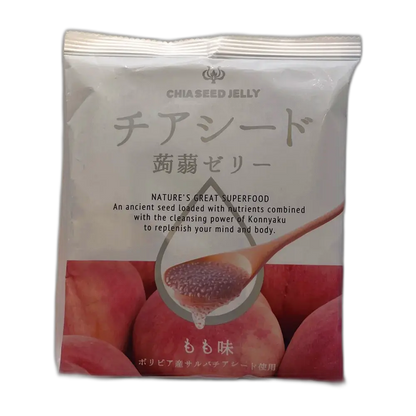 CHIA SEED JELLY
チアシード
蒟蒻ゼリー
NATURE'S GREAT SUPERFOOD
An ancient seed loaded with nutrients combined
with the cleansing power of Konnyaku
to replenish your mind and body.
もも味
ボリビア産サルバチアシード使用